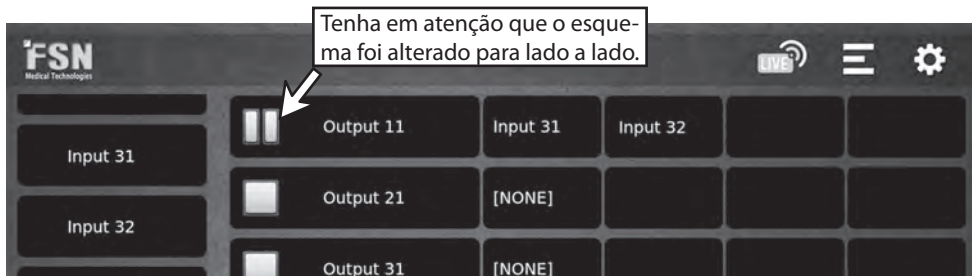 Tenha em atenção que o esque-
ma foi alterado para lado a lado.
FSN
Medical Technologies
LIVE
Output 11
Input 31
Input 32
Input 31
Output 21
[NONE]
Input 32
Output 31
[NONE]